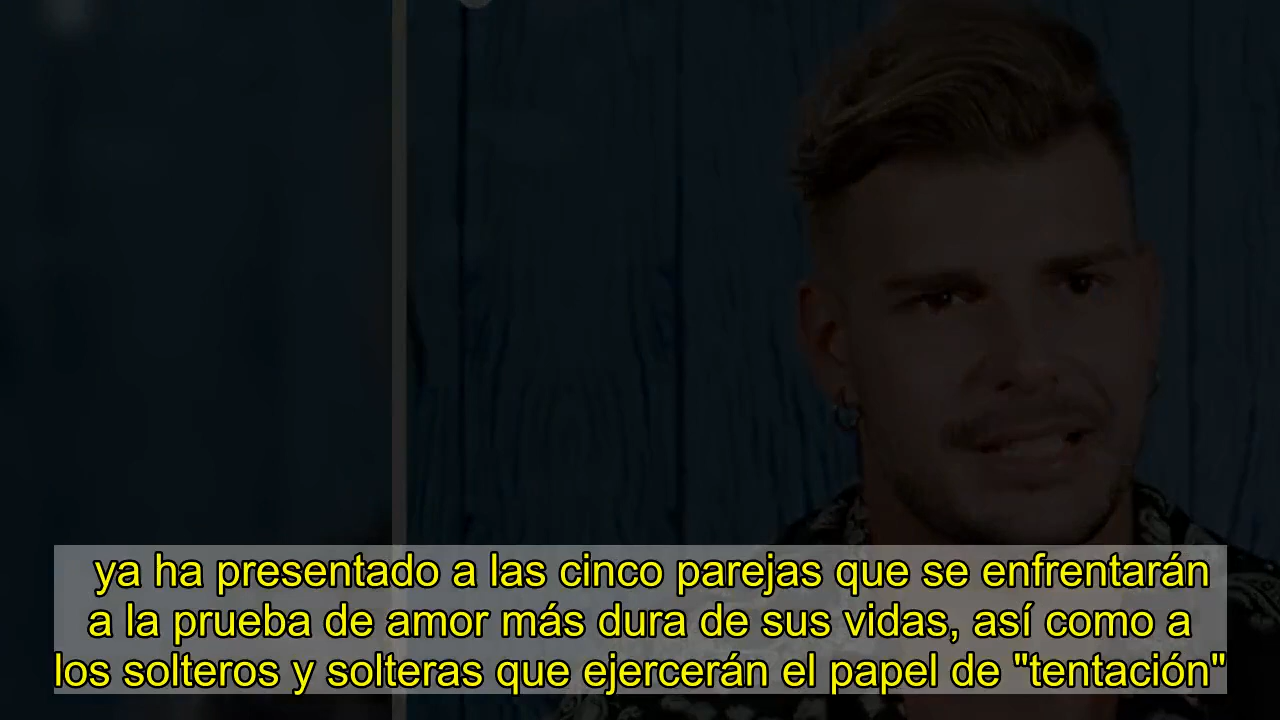 ya ha presentado a las cinco parejas que se enfrentarán
a la prueba de amor más dura de sus vidas, así como a
los solteros y solteras que ejercerán el papel de "tentación"